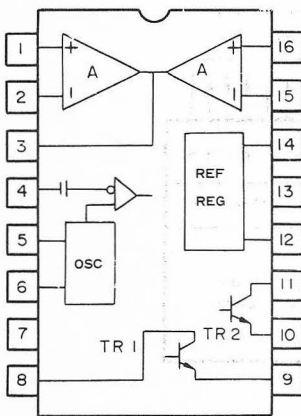 1 + A A + 16
2 - - 15
3 14
4 REF 13
REG
5 OSC 12
6 11
7 TR 2 10
8 TR 1 9